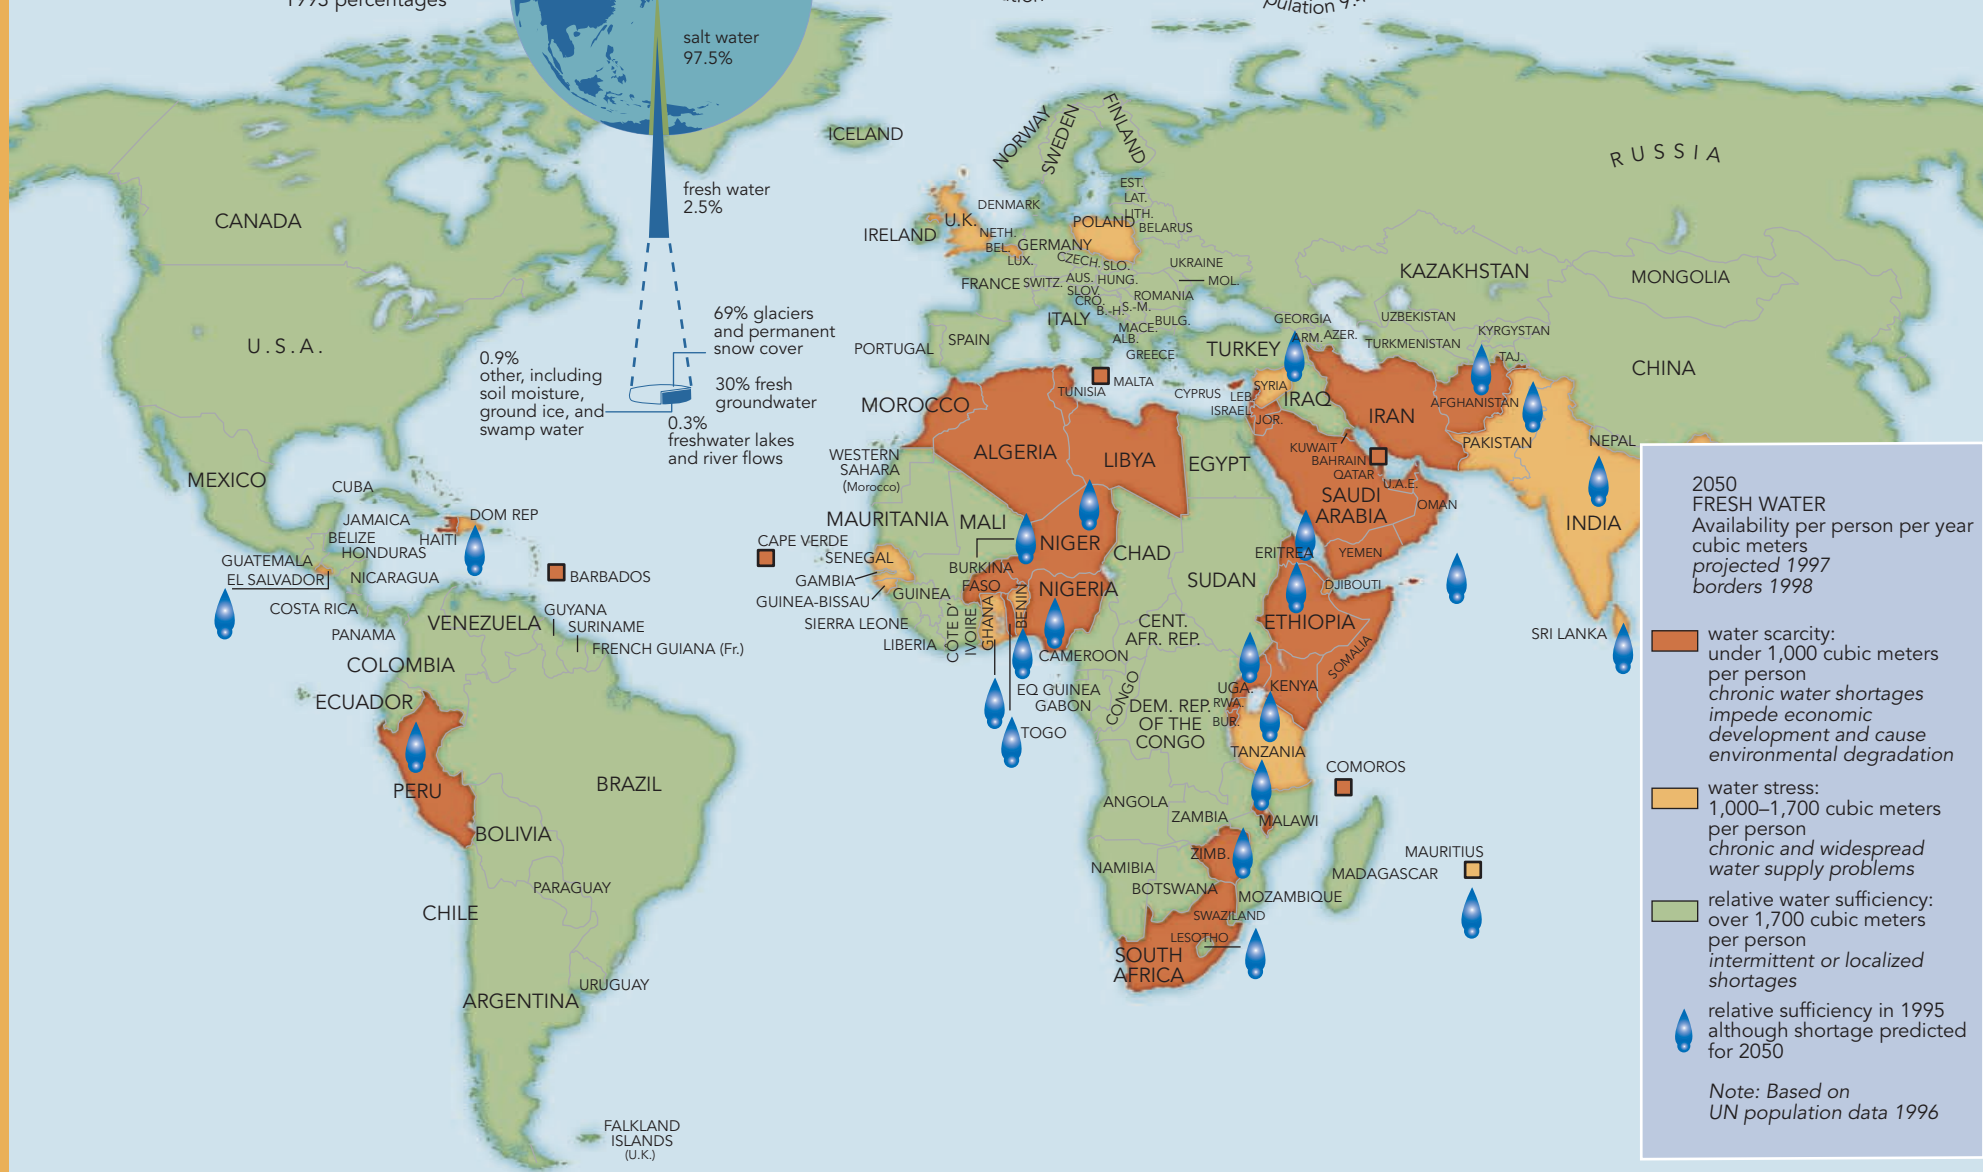 1995 percentages
salt water
97.5%
fresh water
2.5%
69% glaciers
and permanent
snow cover
30% fresh
groundwater
0.3%
freshwater lakes
and river flows
0.9%
other, including
soil moisture,
ground ice, and
swamp water
CANADA
U.S.A.
MEXICO
CUBA
JAMAICA
BELIZE
HONDURAS
HAITI
DOM REP
GUATEMALA
EL SALVADOR
NICARAGUA
COSTA RICA
PANAMA
BARBADOS
VENEZUELA
GUYANA
SURINAME
FRENCH GUIANA (Fr.)
COLOMBIA
ECUADOR
PERU
BRAZIL
BOLIVIA
PARAGUAY
CHILE
URUGUAY
ARGENTINA
FALKLAND
ISLANDS
(U.K.)
ICELAND
NORWAY
SWEDEN
FINLAND
EST.
LAT.
LITH.
BELARUS
DENMARK
U.K.
IRELAND
NETH.
BEL.
LUX.
GERMANY
POLAND
CZECH.
SLO.
UKRAINE
MOL.
FRANCE
SWITZ.
AUS.
HUNG.
SLOV.
CRO.
B.-H.
S.-M.
ROMANIA
BULG.
MACE.
ALB.
GREECE
ITALY
SPAIN
PORTUGAL
MALTA
TURKEY
GEORGIA
ARM.
AZER.
CYPRUS
LEB.
SYRIA
ISRAEL
JOR.
IRAQ
IRAN
KUWAIT
BAHRAIN
QATAR
U.A.E.
SAUDI
ARABIA
OMAN
YEMEN
RUSSIA
KAZAKHSTAN
MONGOLIA
UZBEKISTAN
KYRGYSTAN
TURKMENISTAN
TAJ.
AFGHANISTAN
PAKISTAN
NEPAL
CHINA
INDIA
SRI LANKA
MOROCCO
TUNISIA
ALGERIA
LIBYA
EGYPT
WESTERN
SAHARA
(Morocco)
MAURITANIA
MALI
NIGER
CHAD
SUDAN
ERITREA
DJIBOUTI
ETHIOPIA
SOMALIA
CAPE VERDE
SENEGAL
GAMBIA
GUINEA-BISSAU
GUINEA
SIERRA LEONE
LIBERIA
CÔTE D'
IVOIRE
BURKINA
FASO
GHANA
BENIN
TOGO
NIGERIA
CAMEROON
EQ GUINEA
GABON
CONGO
CENT.
AFR. REP.
DEM. REP.
OF THE
CONGO
UGA.
RWA.
BUR.
KENYA
TANZANIA
COMOROS
ANGOLA
ZAMBIA
MALAWI
ZIMB.
NAMIBIA
BOTSWANA
MOZAMBIQUE
MADAGASCAR
MAURITIUS
SWAZILAND
LESOTHO
SOUTH
AFRICA
2050
FRESH WATER
Availability per person per year
cubic meters
projected 1997
borders 1998
water scarcity:
under 1,000 cubic meters
per person
chronic water shortages
impede economic
development and cause
environmental degradation
water stress:
1,000–1,700 cubic meters
per person
chronic and widespread
water supply problems
relative water sufficiency:
over 1,700 cubic meters
per person
intermittent or localized
shortages
relative sufficiency in 1995
although shortage predicted
for 2050
Note: Based on
UN population data 1996